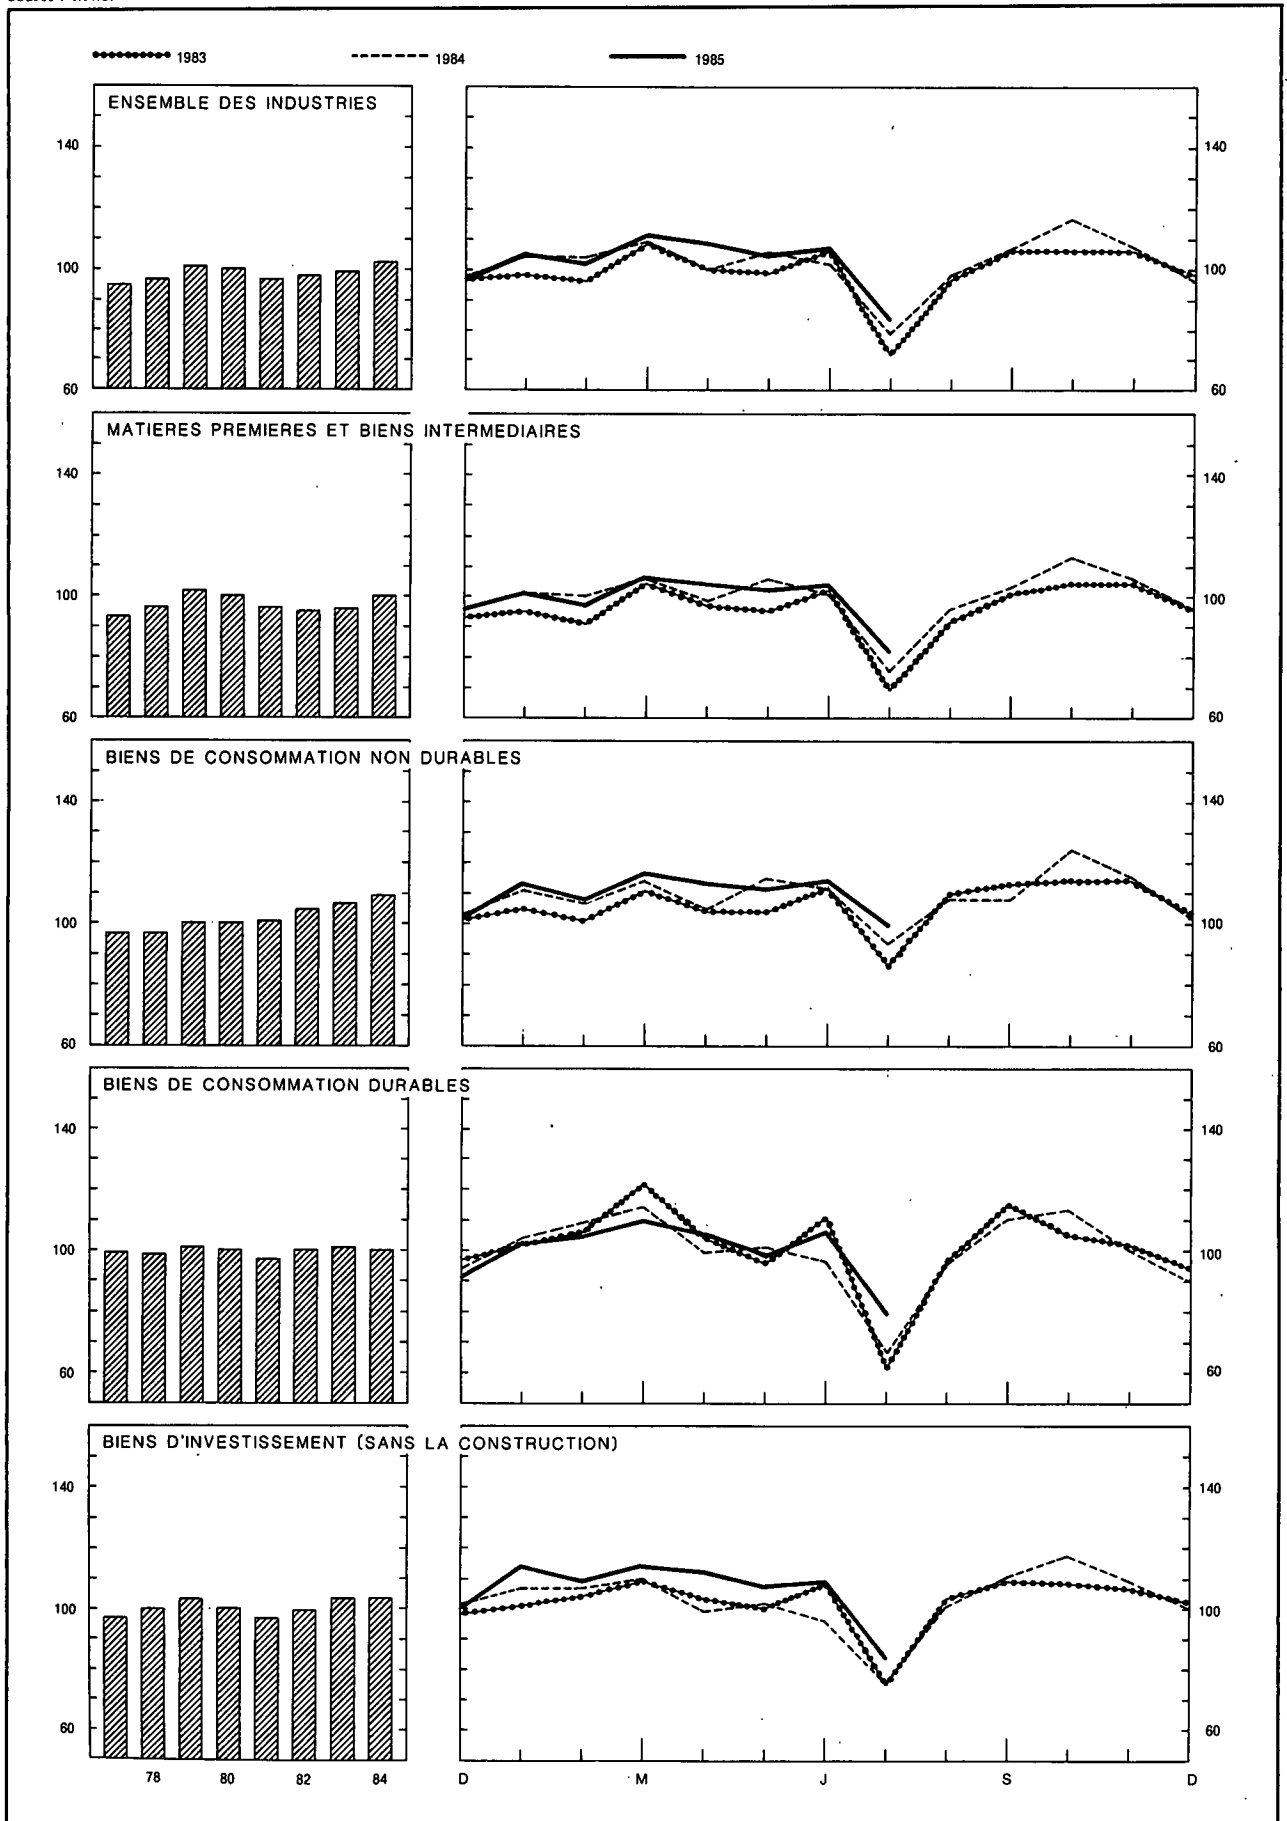 1983 1984 1985
ENSEMBLE DES INDUSTRIES
140 140
100 100
60 60
MATIERES PREMIERES ET BIENS INTERMEDIAIRES
140 140
100 100
60 60
BIENS DE CONSOMMATION NON DURABLES
140 140
100 100
60 60
BIENS DE CONSOMMATION DURABLES
140 140
100 100
60 60
BIENS D'INVESTISSEMENT (SANS LA CONSTRUCTION)
140 140
100 100
60 60
78 80 82 84 D M J S D